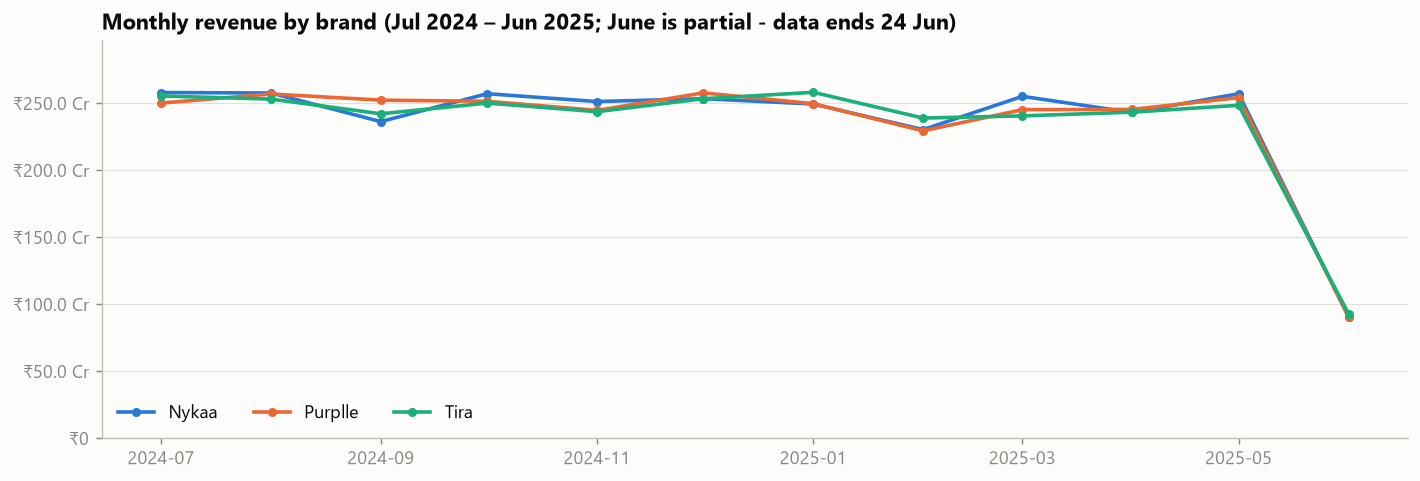 Monthly revenue by brand (Jul 2024 – Jun 2025; June is partial - data ends 24 Jun)
₹250.0 Cr
₹200.0 Cr
₹150.0 Cr
₹100.0 Cr
₹50.0 Cr
₹0
Nykaa Purplle Tira
2024-07 2024-09 2024-11 2025-01 2025-03 2025-05